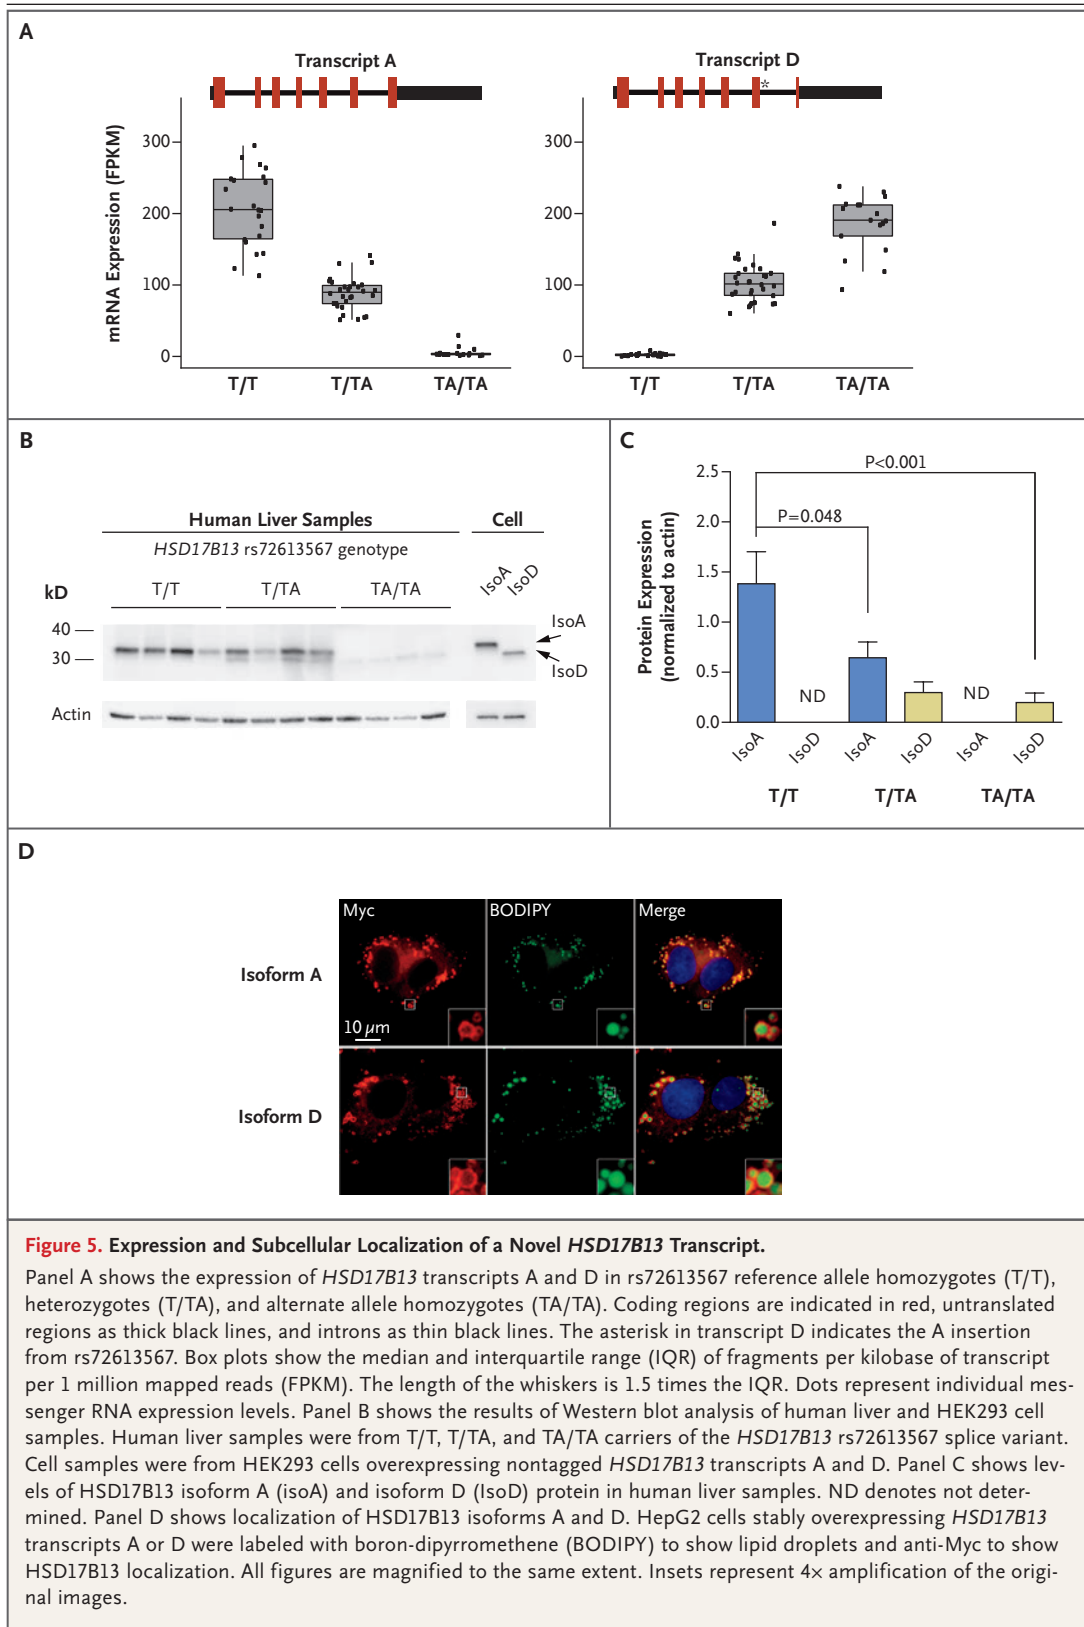 A
Transcript A
Transcript D
*
mRNA Expression (FPKM)
300
200
100
0
T/T
T/TA
TA/TA
300
200
100
0
T/T
T/TA
TA/TA
B
Human Liver Samples
Cell
HSD17B13 rs72613567 genotype
kD
T/T
T/TA
TA/TA
IsoA
IsoD
40
30
IsoA
IsoD
Actin
C
Protein Expression
(normalized to actin)
2.5
2.0
1.5
1.0
0.5
0.0
P<0.001
P=0.048
ND
ND
IsoA
IsoD
IsoA
IsoD
IsoA
IsoD
T/T
T/TA
TA/TA
D
Myc
BODIPY
Merge
Isoform A
10 µm
Isoform D
Figure 5. Expression and Subcellular Localization of a Novel HSD17B13 Transcript.
Panel A shows the expression of HSD17B13 transcripts A and D in rs72613567 reference allele homozygotes (T/T),
heterozygotes (T/TA), and alternate allele homozygotes (TA/TA). Coding regions are indicated in red, untranslated
regions as thick black lines, and introns as thin black lines. The asterisk in transcript D indicates the A insertion
from rs72613567. Box plots show the median and interquartile range (IQR) of fragments per kilobase of transcript
per 1 million mapped reads (FPKM). The length of the whiskers is 1.5 times the IQR. Dots represent individual mes-
senger RNA expression levels. Panel B shows the results of Western blot analysis of human liver and HEK293 cell
samples. Human liver samples were from T/T, T/TA, and TA/TA carriers of the HSD17B13 rs72613567 splice variant.
Cell samples were from HEK293 cells overexpressing nontagged HSD17B13 transcripts A and D. Panel C shows lev-
els of HSD17B13 isoform A (isoA) and isoform D (IsoD) protein in human liver samples. ND denotes not deter-
mined. Panel D shows localization of HSD17B13 isoforms A and D. HepG2 cells stably overexpressing HSD17B13
transcripts A or D were labeled with boron-dipyrromethene (BODIPY) to show lipid droplets and anti-Myc to show
HSD17B13 localization. All figures are magnified to the same extent. Insets represent 4× amplification of the origi-
nal images.